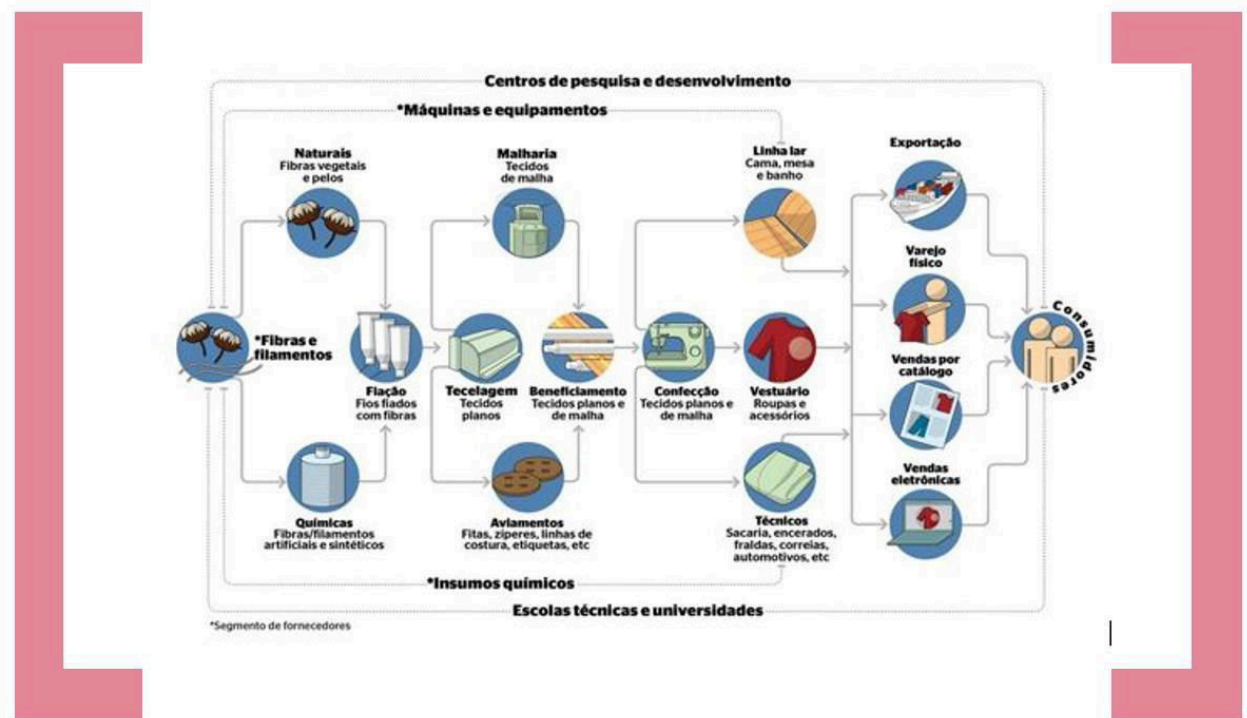 Centros de pesquisa e desenvolvimento
*Máquinas e equipamentos
Naturais
Fibras vegetais
e pelos
Malharia
Tecidos
de malha
Linha lar
Cama, mesa
e banho
Exportação
Varejo
físico
*Fibras e
filamentos
Fiação
Fios fiados
com fibras
Tecelagem
Tecidos
planos
Beneficiamento
Tecidos planos e
de malha
Confecção
Tecidos planos e
de malha
Vestuário
Roupas e
acessórios
Vendas por
catálogo
Consumidores
Vendas
eletrônicas
Químicas
Fibras/filamentos
artificiais e sintéticos
Aviamentos
Fitas, zíperes, linhas de
costura, etiquetas, etc
Técnicos
Sacaria, encerados,
fraldas, correias,
automotivos, etc
*Insumos químicos
Escolas técnicas e universidades
*Segmento de fornecedores